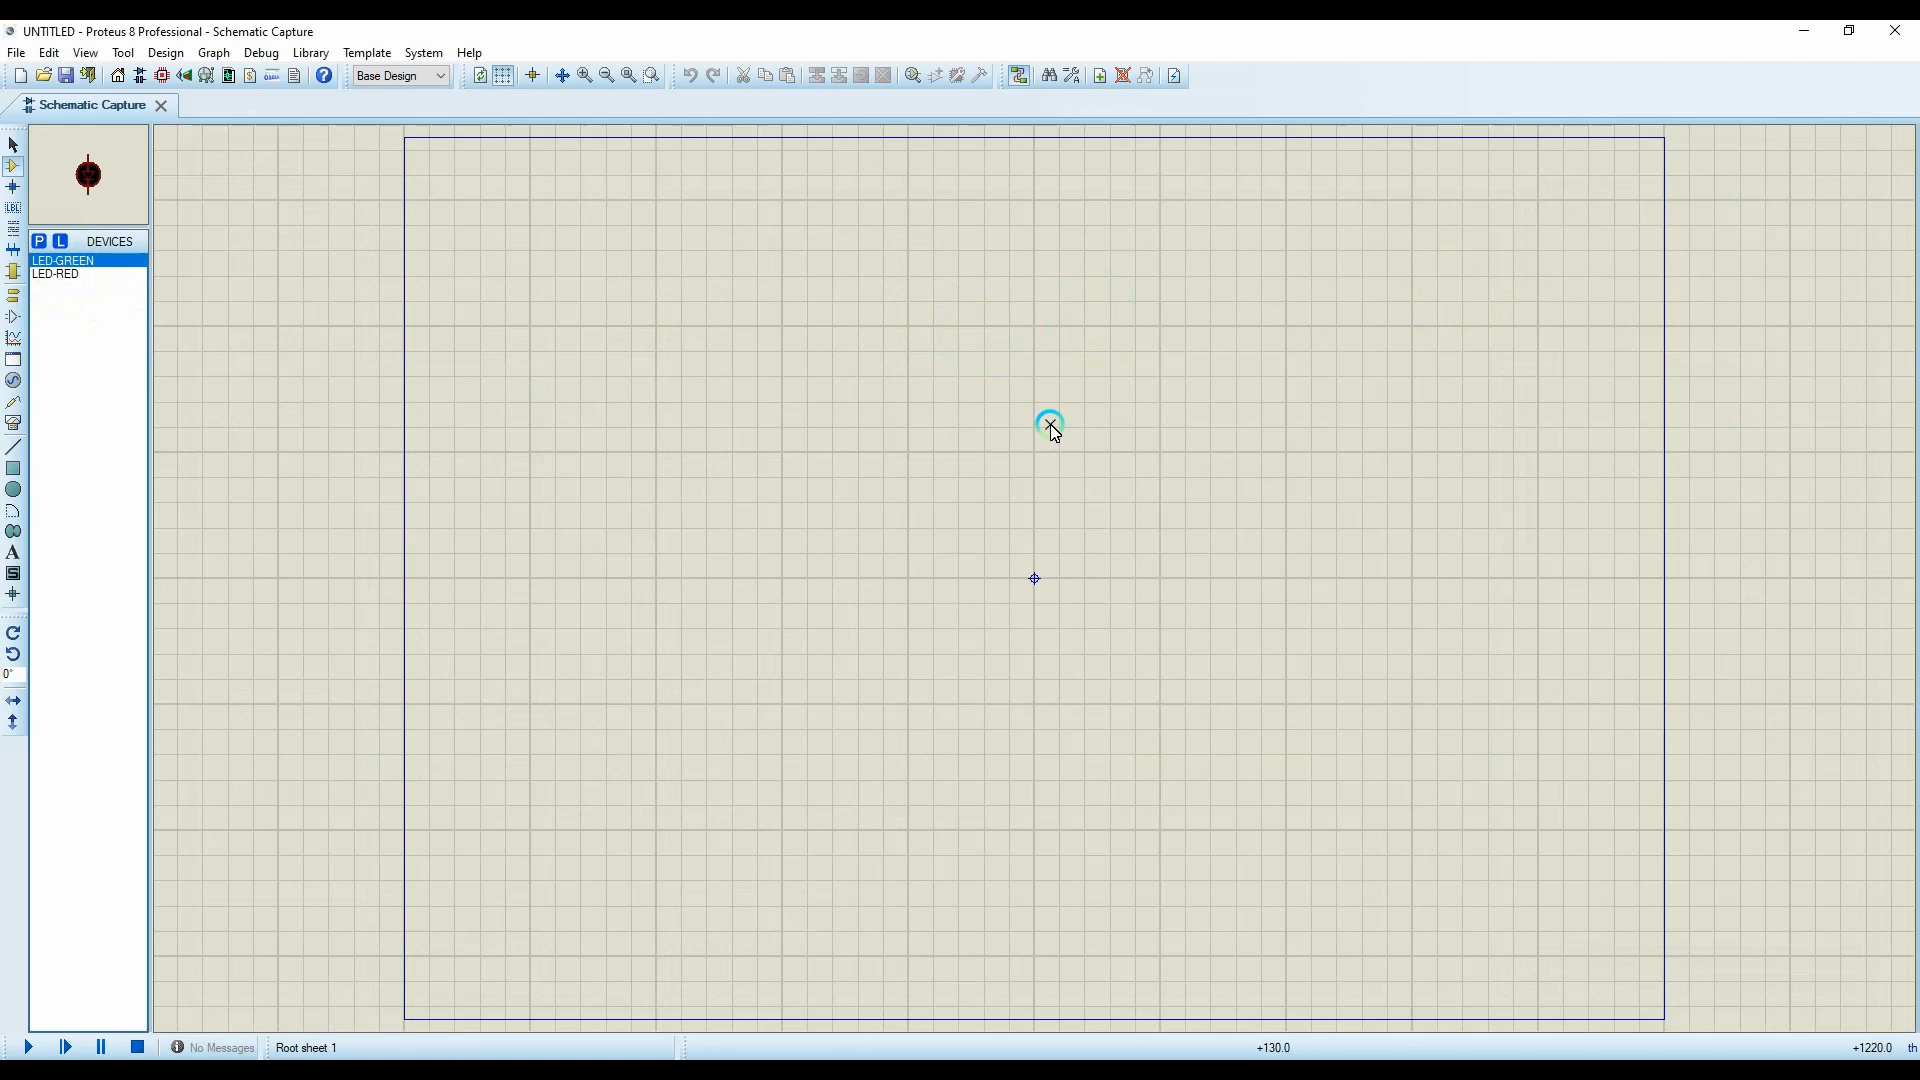 UNTITLED - Proteus 8 Professional - Schematic Capture
File Edit View Tool Design Graph Debug Library Template System Help
Base Design
Schematic Capture
P L DEVICES
LED-GREEN
LED-RED
LBL
A
S
0°
No Messages Root sheet 1 +130.0 +1220.0 th